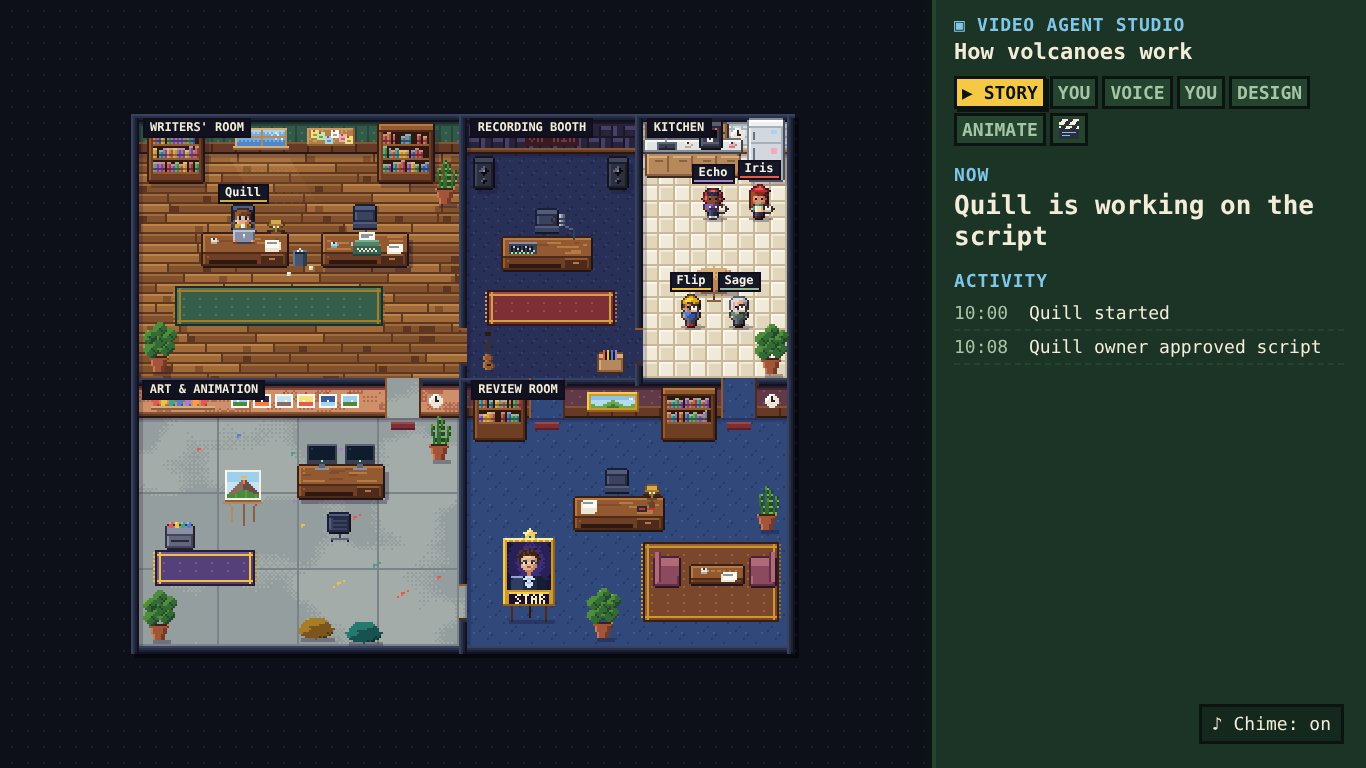 WRITERS' ROOM
RECORDING BOOTH
KITCHEN
Echo
Iris
Quill
Flip
Sage
ART & ANIMATION
REVIEW ROOM
STAR
VIDEO AGENT STUDIO
How volcanoes work
▶ STORY
YOU
VOICE
YOU
DESIGN
ANIMATE
NOW
Quill is working on the
script
ACTIVITY
10:00 Quill started
10:08 Quill owner approved script
♪ Chime: on